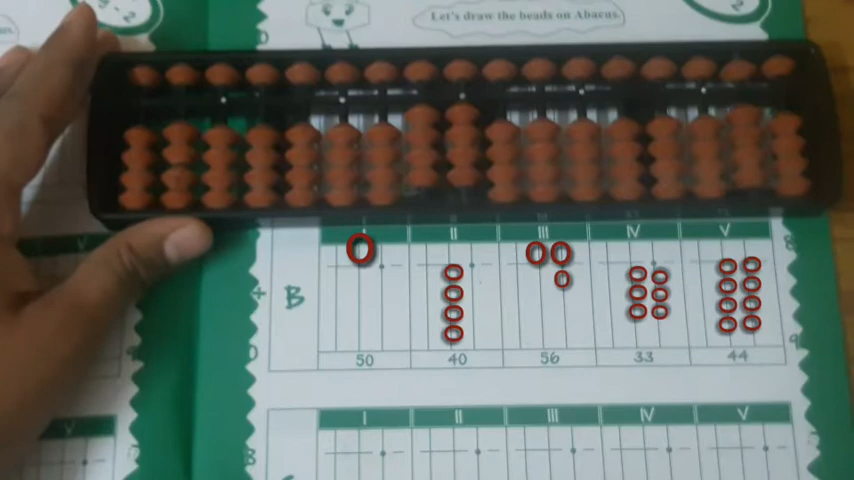 Let's draw the beads on Abacus.
I II III IV V
B
50 40 56 33 44
I II III IV V